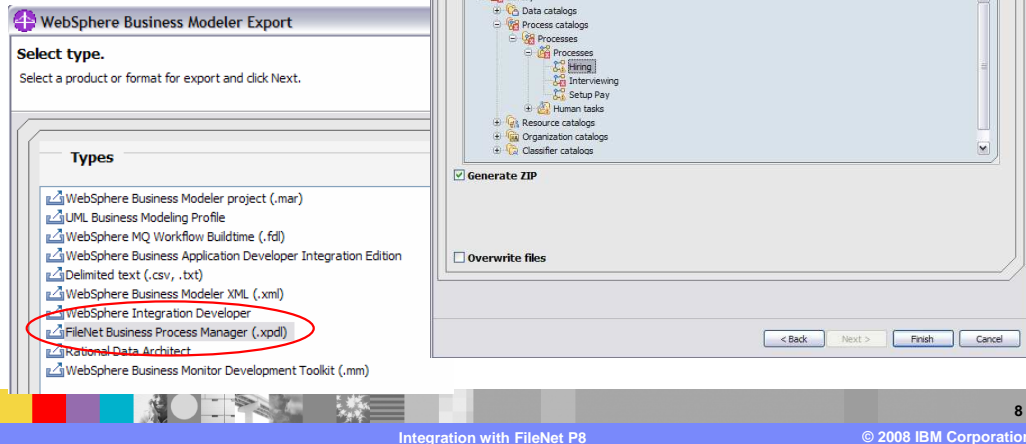 WebSphere Business Modeler Export
Select type.
Select a product or format for export and click Next.
Types
WebSphere Business Modeler project (.mar)
UML Business Modeling Profile
WebSphere MQ Workflow Buildtime (.fdl)
WebSphere Business Application Developer Integration Edition
Delimited text (.csv, .txt)
WebSphere Business Modeler XML (.xml)
WebSphere Integration Developer
FileNet Business Process Manager (.xpdl)
Rational Data Architect
WebSphere Business Monitor Development Toolkit (.mm)
Data catalogs
Process catalogs
Processes
Processes
Hiring
Interviewing
Setup Pay
Human tasks
Resource catalogs
Organization catalogs
Classifier catalogs
Generate ZIP
Overwrite files
< Back Next > Finish Cancel
8
Integration with FileNet P8 © 2008 IBM Corporation